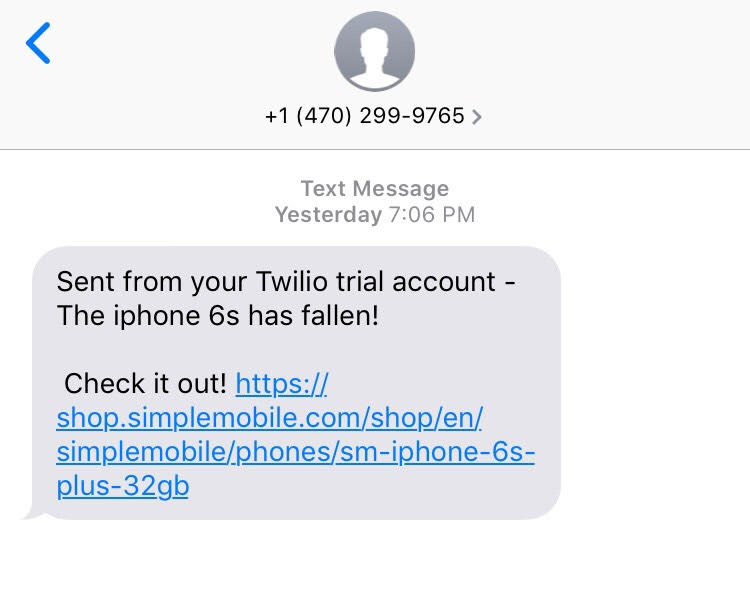 +1 (470) 299-9765 >
Text Message
Yesterday 7:06 PM
Sent from your Twilio trial account -
The iphone 6s has fallen!
Check it out! https://
shop.simplemobile.com/shop/en/
simplemobile/phones/sm-iphone-6s-
plus-32gb